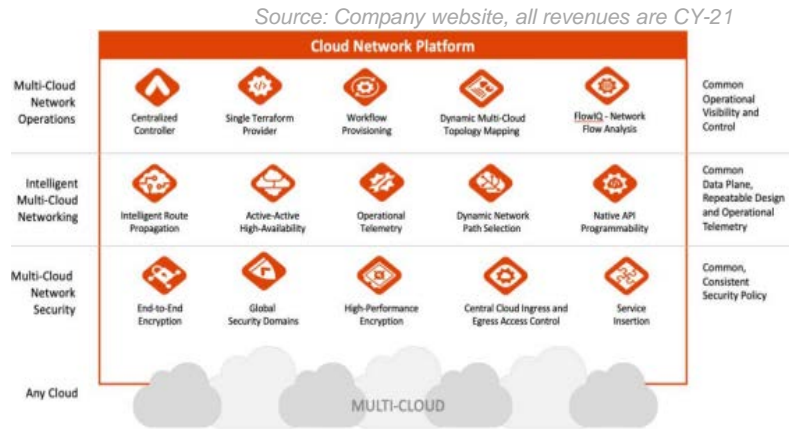 Source: Company website, all revenues are CY-21
Cloud Network Platform
Multi-Cloud
Network
Operations
Centralized
Controller
Single Terraform
Provider
Workflow
Provisioning
Dynamic Multi-Cloud
Topology Mapping
FlowIQ - Network
Flow Analysis
Common
Operational
Visibility and
Control
Intelligent
Multi-Cloud
Networking
Intelligent Route
Propagation
Active-Active
High-Availability
Operational
Telemetry
Dynamic Network
Path Selection
Native API
Programmability
Common
Data Plane,
Repeatable Design
and Operational
Telemetry
Multi-Cloud
Network
Security
End-to-End
Encryption
Global
Security Domains
High-Performance
Encryption
Central Cloud Ingress and
Egress Access Control
Service
Insertion
Common,
Consistent
Security Policy
Any Cloud
MULTI-CLOUD